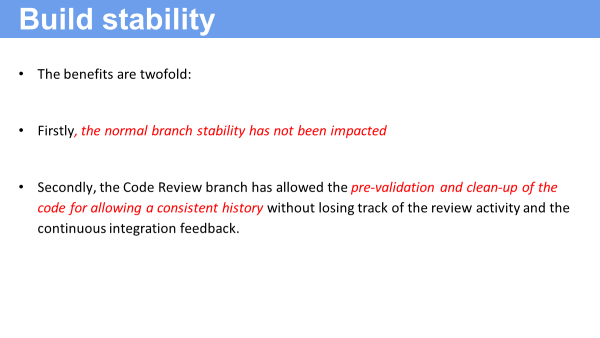 Build stability
• The benefits are twofold:
• Firstly, the normal branch stability has not been impacted
• Secondly, the Code Review branch has allowed the pre-validation and clean-up of the
code for allowing a consistent history without losing track of the review activity and the
continuous integration feedback.